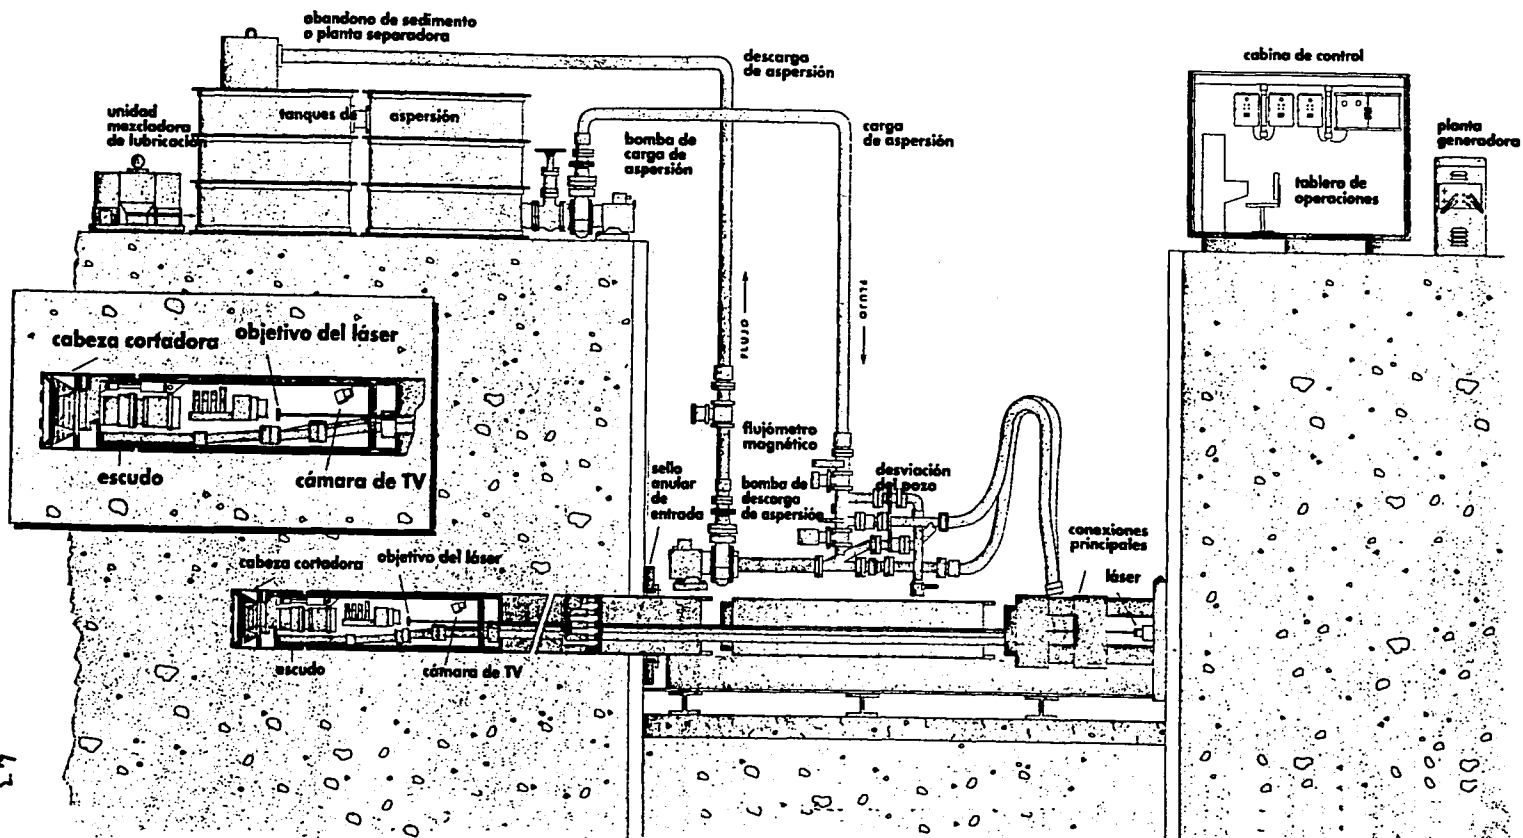 abandono de sedimento
o planta separadora
descarga
de aspersión
cabina de control
unidad
mezcladora
de lubricación
tanques de aspersión
bomba de
carga de
aspersión
carga
de aspersión
planta
generadora
tablero de
operaciones
FLUJO
FLUJO
cabeza cortadora
objetivo del láser
escudo
cámara de TV
flujómetro
magnético
sello
anular
de
entrada
bomba de
descarga
de aspersión
desviación
del pozo
conexiones
principales
láser
cabeza cortadora
objetivo del láser
escudo
cámara de TV